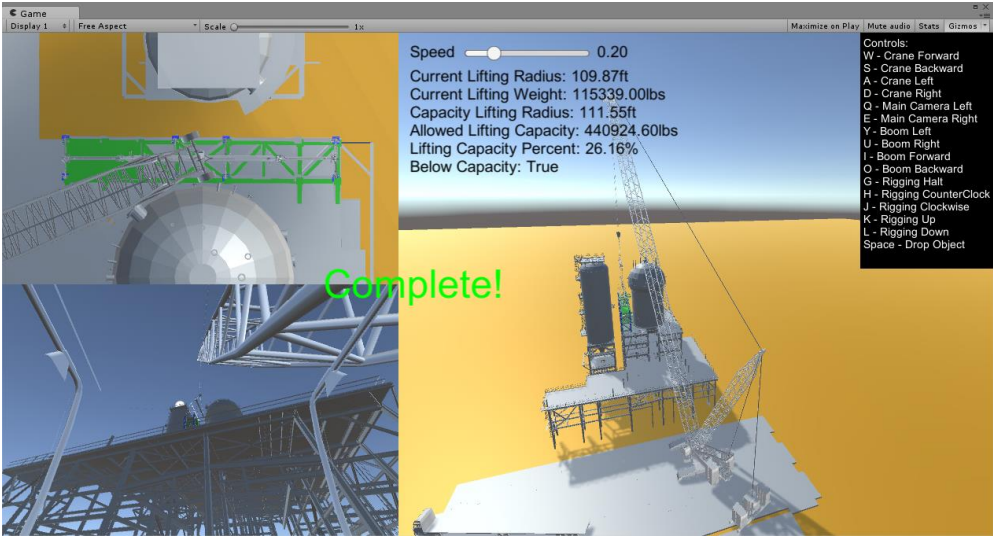 Game
Display 1
Free Aspect
Scale
1x
Maximize on Play
Mute audio
Stats
Gizmos
Speed 0.20
Current Lifting Radius: 109.87ft
Current Lifting Weight: 115339.00lbs
Capacity Lifting Radius: 111.55ft
Allowed Lifting Capacity: 440924.60lbs
Lifting Capacity Percent: 26.16%
Below Capacity: True
Controls:
W - Crane Forward
S - Crane Backward
A - Crane Left
D - Crane Right
Q - Main Camera Left
E - Main Camera Right
Y - Boom Left
U - Boom Right
I - Boom Forward
O - Boom Backward
G - Rigging Halt
H - Rigging CounterClock
J - Rigging Clockwise
K - Rigging Up
L - Rigging Down
Space - Drop Object
Complete!